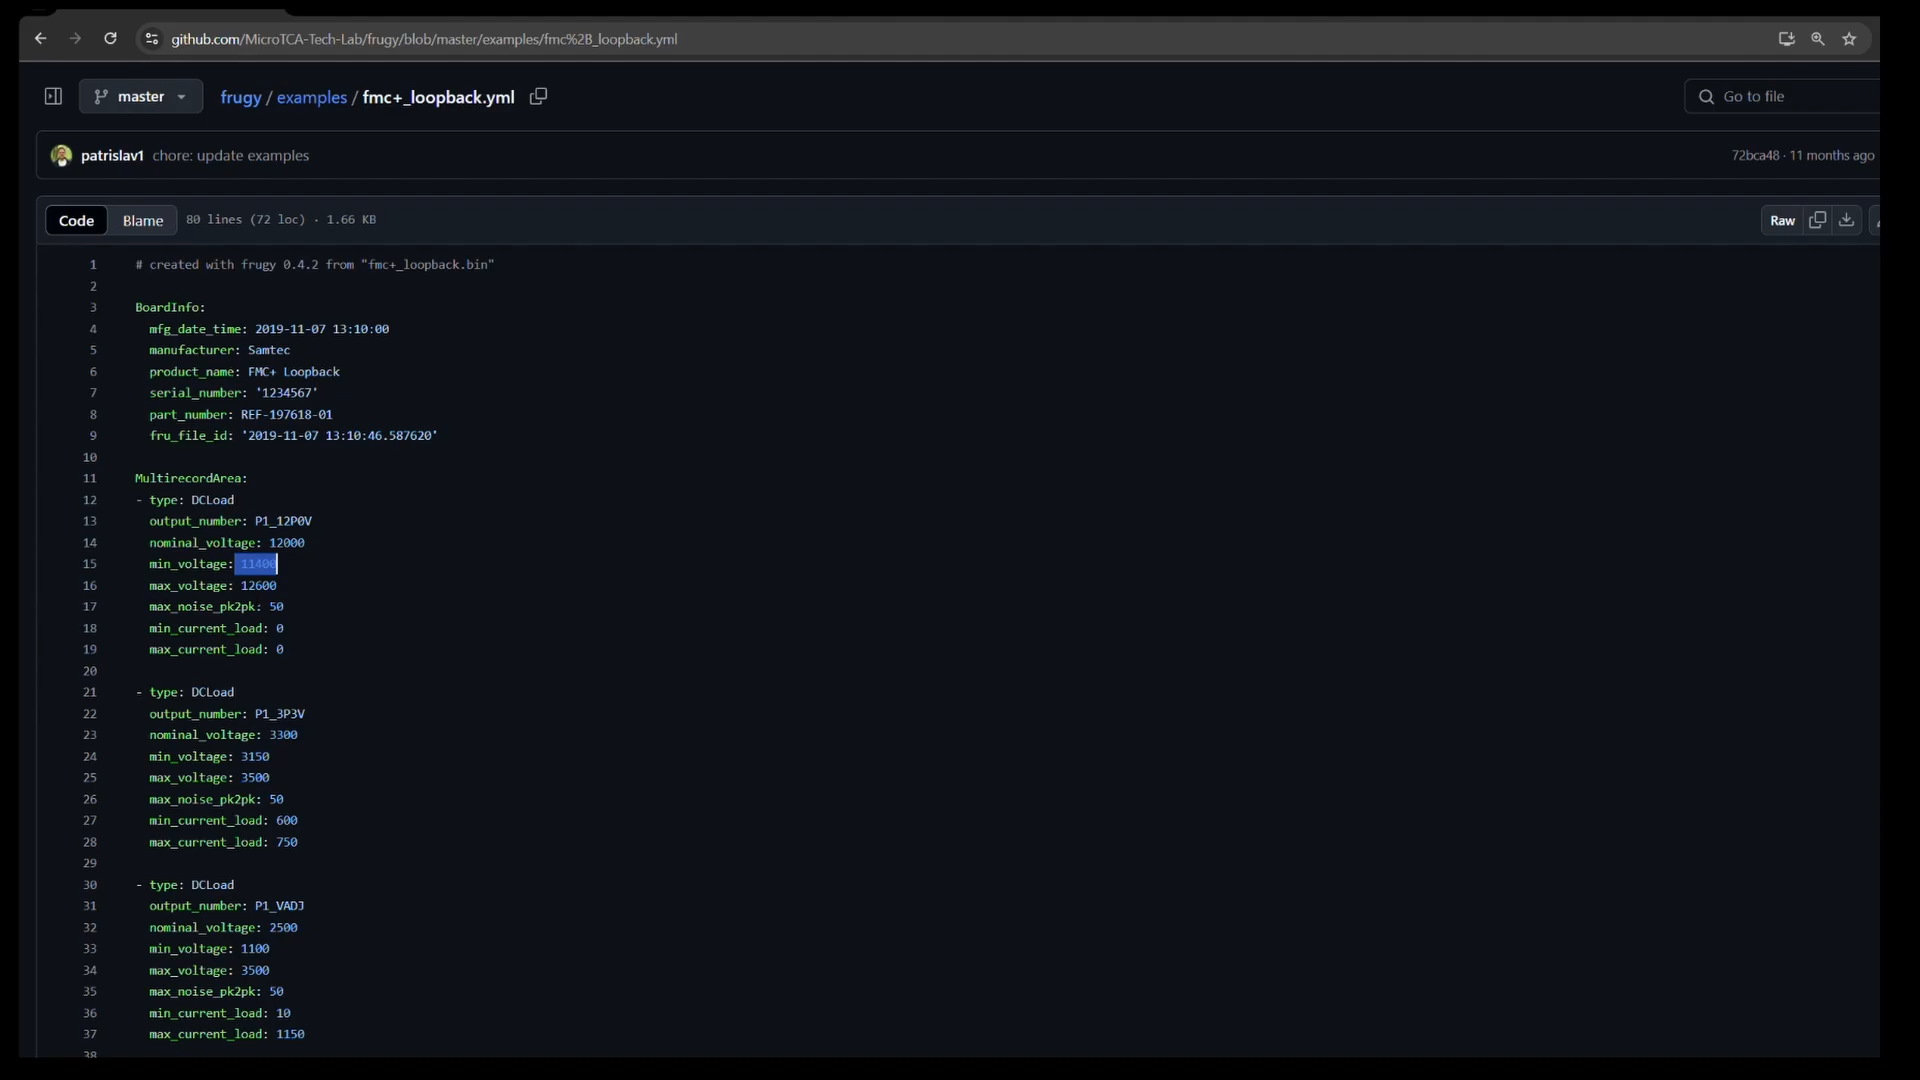 github.com/MicroTCA-Tech-Lab/frugy/blob/master/examples/fmc%2B_loopback.yml
master
frugy / examples / fmc+_loopback.yml
Go to file
patrislav1 chore: update examples
72bca48 · 11 months ago
Code Blame 80 lines (72 loc) · 1.66 KB
Raw
1 # created with frugy 0.4.2 from "fmc+_loopback.bin"
2
3 BoardInfo:
4 mfg_date_time: 2019-11-07 13:10:00
5 manufacturer: Samtec
6 product_name: FMC+ Loopback
7 serial_number: '1234567'
8 part_number: REF-197618-01
9 fru_file_id: '2019-11-07 13:10:46.587620'
10
11 MultirecordArea:
12 - type: DCLoad
13 output_number: P1_12P0V
14 nominal_voltage: 12000
15 min_voltage: 11400
16 max_voltage: 12600
17 max_noise_pk2pk: 50
18 min_current_load: 0
19 max_current_load: 0
20
21 - type: DCLoad
22 output_number: P1_3P3V
23 nominal_voltage: 3300
24 min_voltage: 3150
25 max_voltage: 3500
26 max_noise_pk2pk: 50
27 min_current_load: 600
28 max_current_load: 750
29
30 - type: DCLoad
31 output_number: P1_VADJ
32 nominal_voltage: 2500
33 min_voltage: 1100
34 max_voltage: 3500
35 max_noise_pk2pk: 50
36 min_current_load: 10
37 max_current_load: 1150
38